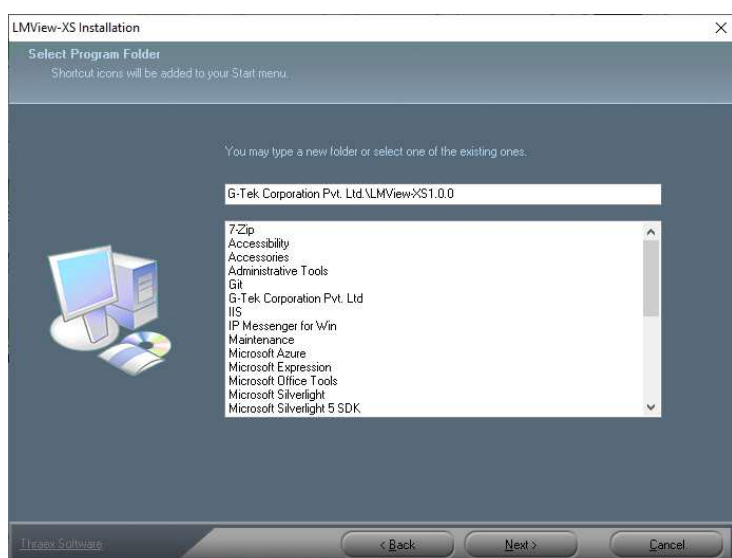 LMView-XS Installation
Select Program Folder
Shortcut icons will be added to your Start menu.
You may type a new folder or select one of the existing ones.
G-Tek Corporation Pvt. Ltd.\LMView-XS1.0.0
7-Zip
Accessibility
Accessories
Administrative Tools
Git
G-Tek Corporation Pvt. Ltd
IIS
IP Messenger for Win
Maintenance
Microsoft Azure
Microsoft Expression
Microsoft Office Tools
Microsoft Silverlight
Microsoft Silverlight 5 SDK
Thraex Software
< Back Next > Cancel